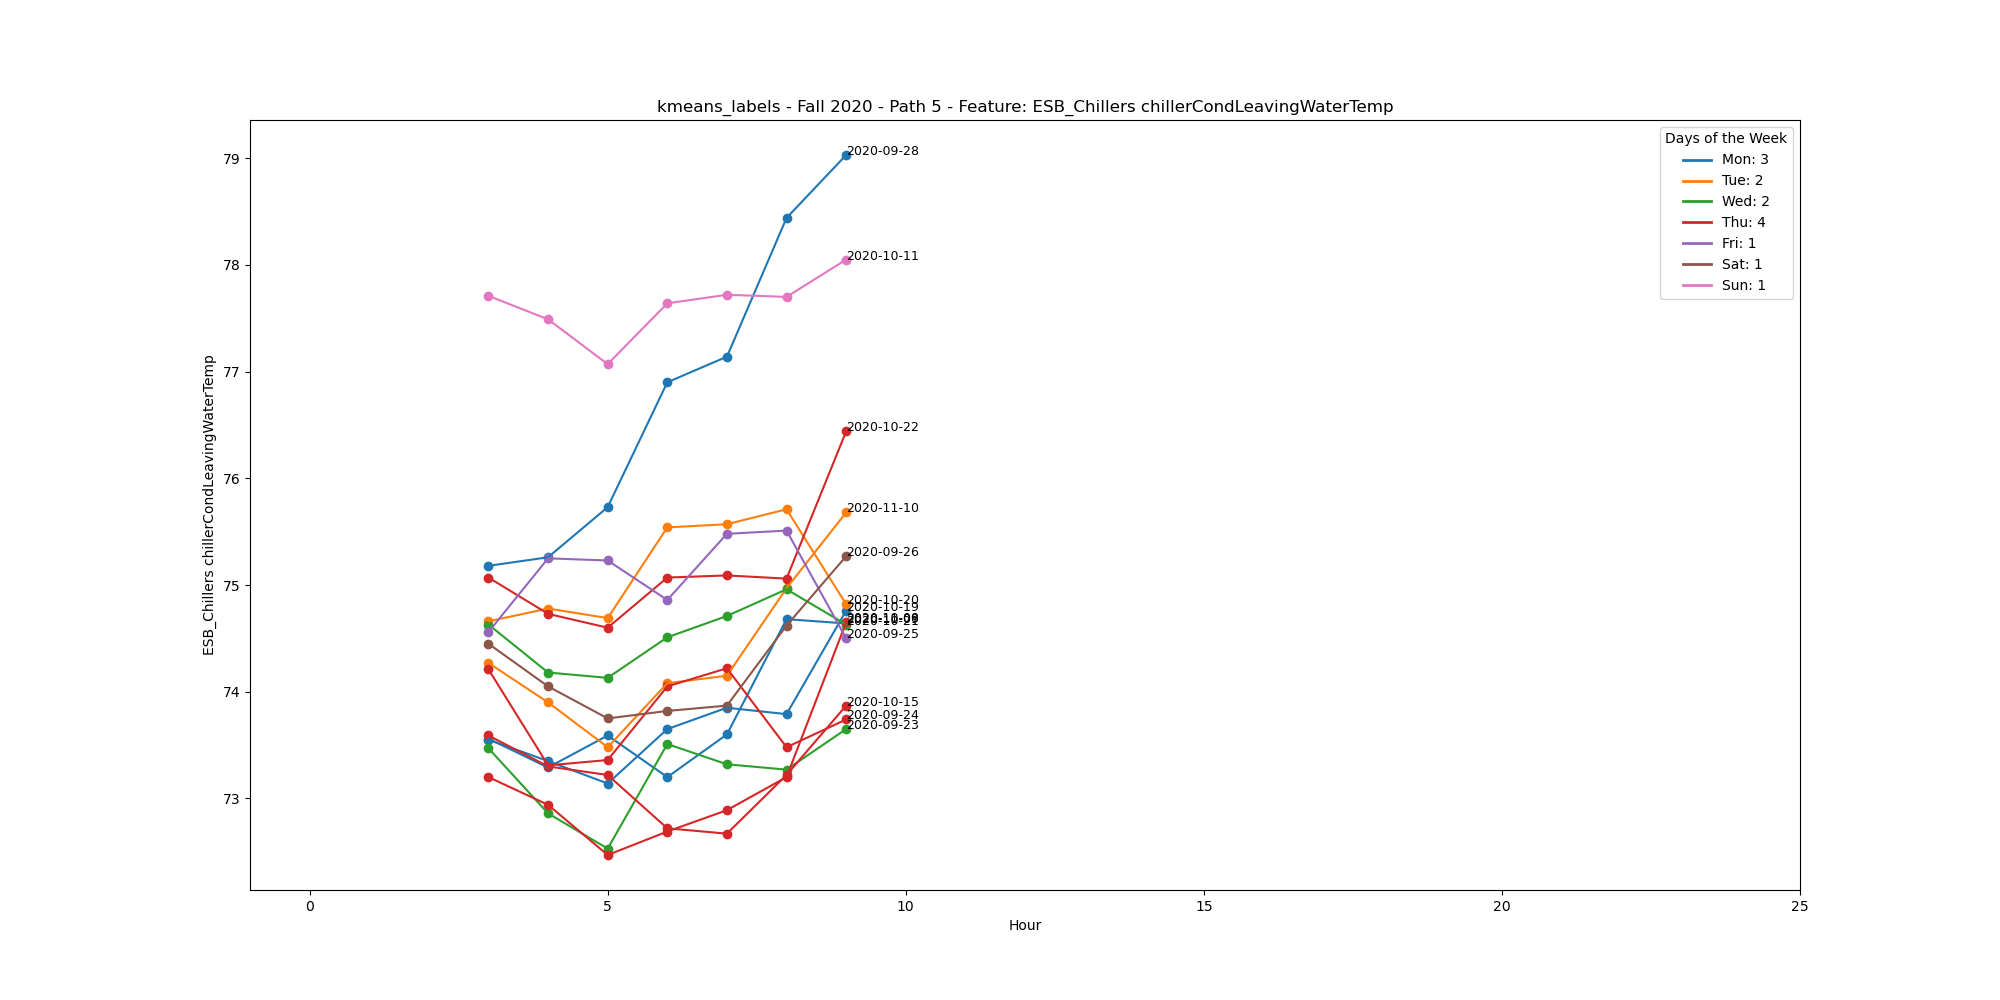 kmeans_labels - Fall 2020 - Path 5 - Feature: ESB_Chillers chillerCondLeavingWaterTemp
ESB_Chillers chillerCondLeavingWaterTemp
79
78
77
76
75
74
73
2020-09-28
2020-10-11
2020-10-22
2020-11-10
2020-09-26
2020-10-20
2020-10-19
2020-09-25
2020-10-15
2020-09-24
2020-09-23
Days of the Week
Mon: 3
Tue: 2
Wed: 2
Thu: 4
Fri: 1
Sat: 1
Sun: 1
0
5
10
15
20
25
Hour